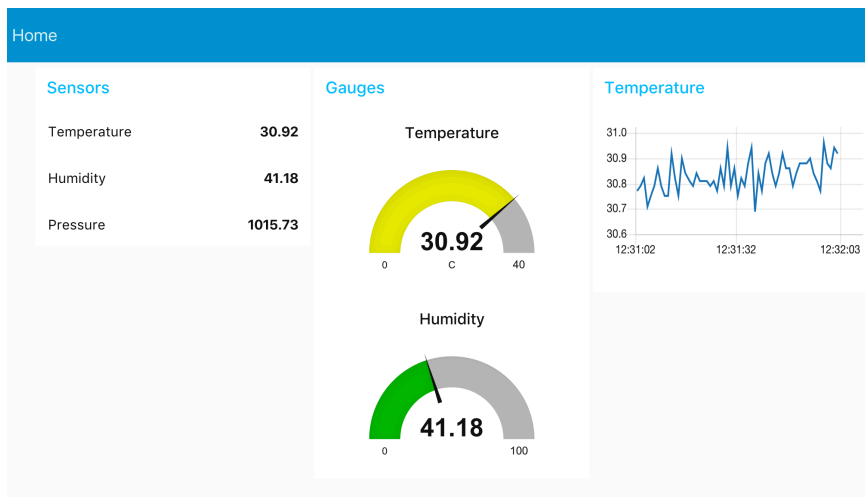 Home
Sensors
Temperature 30.92
Humidity 41.18
Pressure 1015.73
Gauges
Temperature
30.92
0 C 40
Humidity
41.18
0 100
Temperature
31.0
30.9
30.8
30.7
30.6
12:31:02 12:31:32 12:32:03